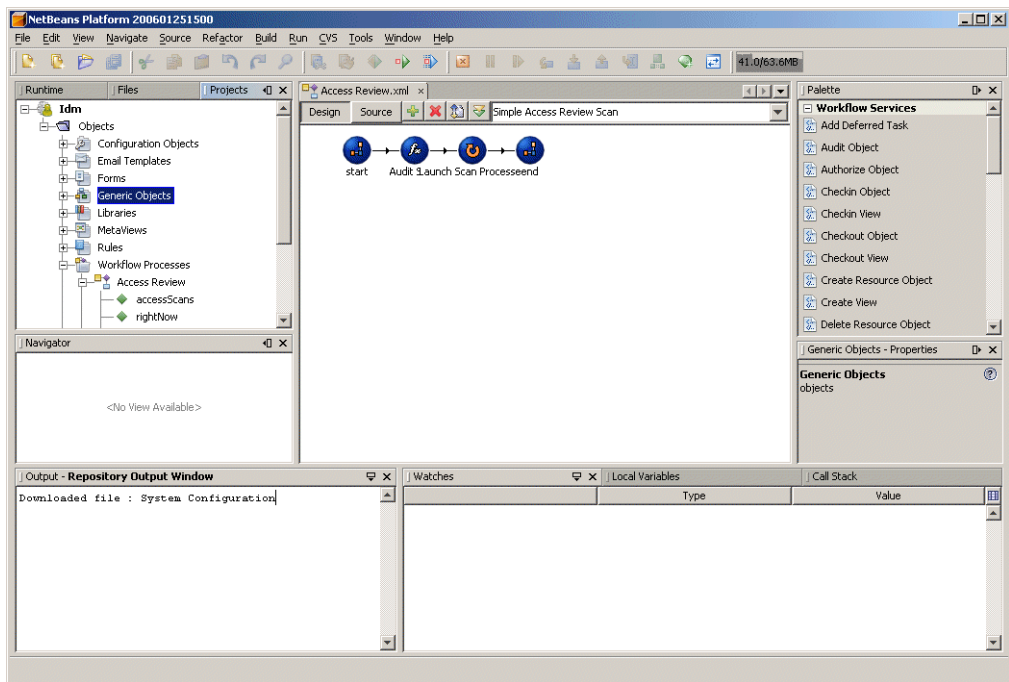 NetBeans Platform 200601251500
File Edit View Navigate Source Refactor Build Run CVS Tools Window Help
41.0/63.6MB
Runtime Files Projects
Idm
Objects
Configuration Objects
Email Templates
Forms
Generic Objects
Libraries
MetaViews
Rules
Workflow Processes
Access Review
accessScans
rightNow
Navigator
<No View Available>
Access Review.xml
Design Source Simple Access Review Scan
start Audit Launch Scan Processe end
Palette
Workflow Services
Add Deferred Task
Audit Object
Authorize Object
Checkin Object
Checkin View
Checkout Object
Checkout View
Create Resource Object
Create View
Delete Resource Object
Generic Objects - Properties
Generic Objects
objects
Output - Repository Output Window
Downloaded file : System Configuration
Watches Local Variables Call Stack
Type Value